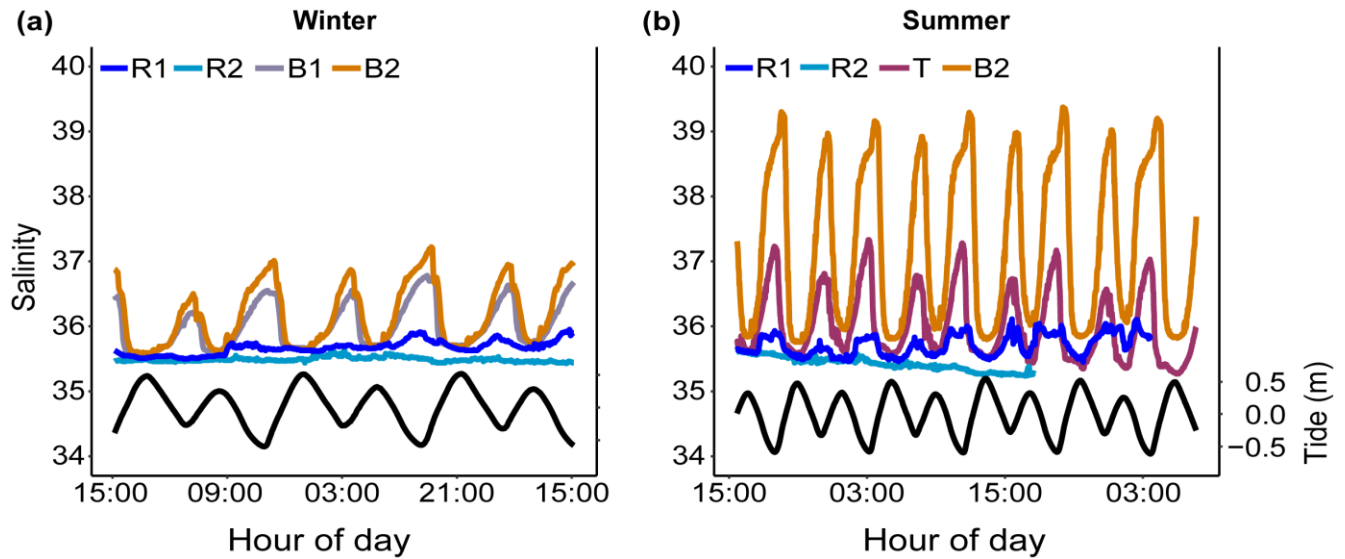 (a) Winter
R1 R2 B1 B2
40
39
38
37
36
35
34
Salinity
15:00 09:00 03:00 21:00 15:00
Hour of day
(b) Summer
R1 R2 T B2
40
39
38
37
36
35
34
0.5
0.0
−0.5
Tide (m)
15:00 03:00 15:00 03:00
Hour of day